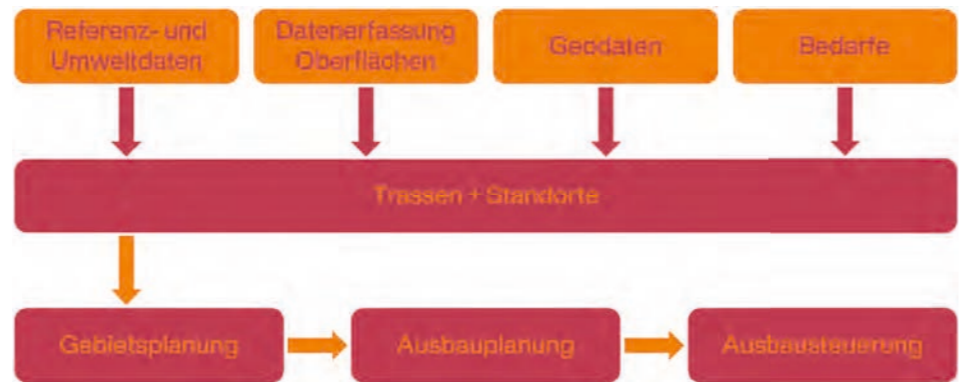 Referenz- und
Umweltdaten
Datenerfassung
Oberflächen
Geodaten
Bedarfe
Trassen + Standorte
Gebietsplanung
Ausbauplanung
Ausbausteuerung